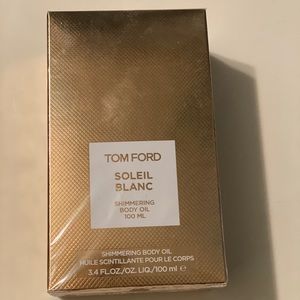 TOM FORD
SOLEIL
BLANC
SHIMMERING
BODY OIL
100 ML
SHIMMERING BODY OIL
HUILE SCINTILLANTE POUR LE CORPS
3.4 FL.OZ./OZ. LIQ./100 ml ℮